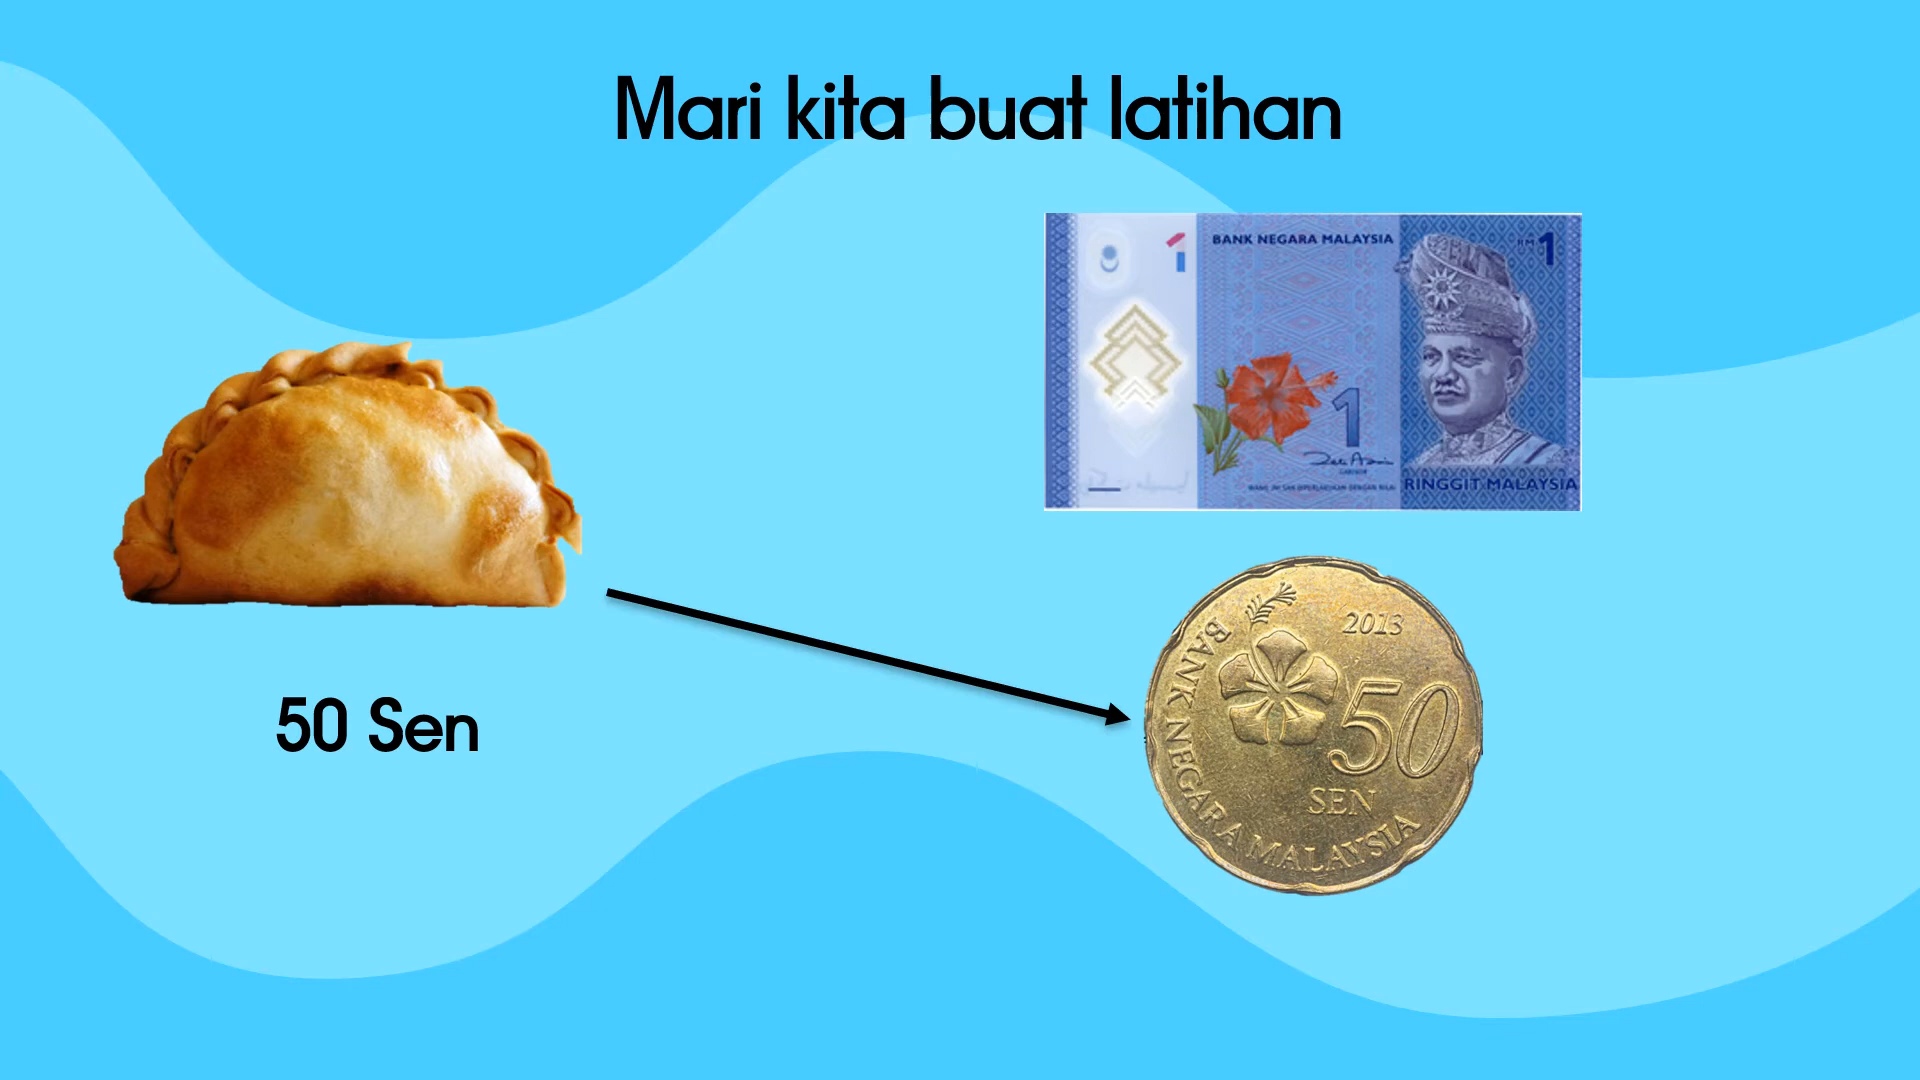 Mari kita buat latihan
1
BANK NEGARA MALAYSIA
RM 1
1
RINGGIT MALAYSIA
50 Sen
2013
50
SEN
BANK NEGARA MALAYSIA